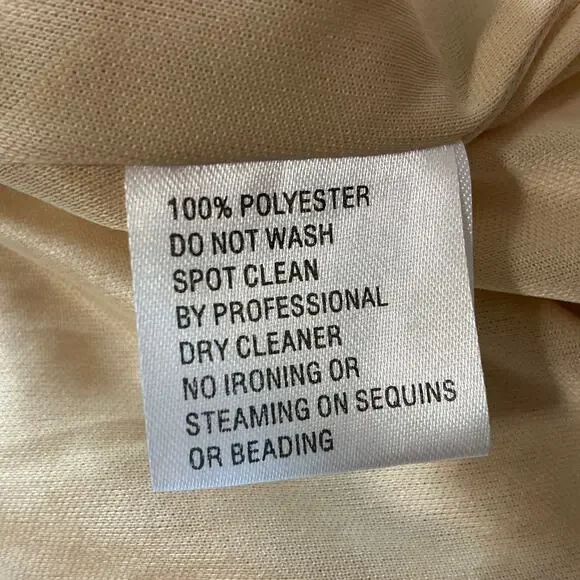 100% POLYESTER
DO NOT WASH
SPOT CLEAN
BY PROFESSIONAL
DRY CLEANER
NO IRONING OR
STEAMING ON SEQUINS
OR BEADING